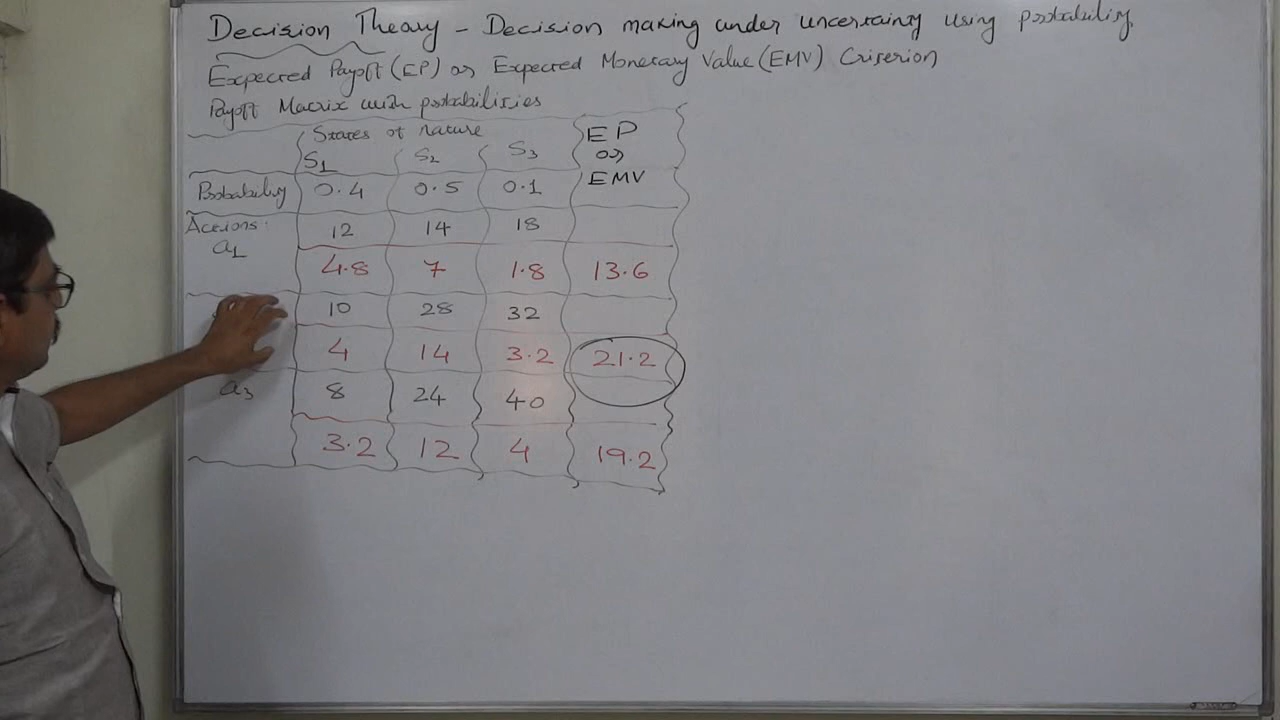 Decision Theory - Decision making under uncertainty using probability.
Expected Payoff (EP) or Expected Monetary Value (EMV) Criterion
Payoff Matrix with probabilities
States of nature EP
S1 S2 S3 or
Probability 0.4 0.5 0.1 EMV
Actions: 12 14 18
a1
4.8 7 1.8 13.6
10 28 32
4 14 3.2 21.2
a3 8 24 40
3.2 12 4 19.2